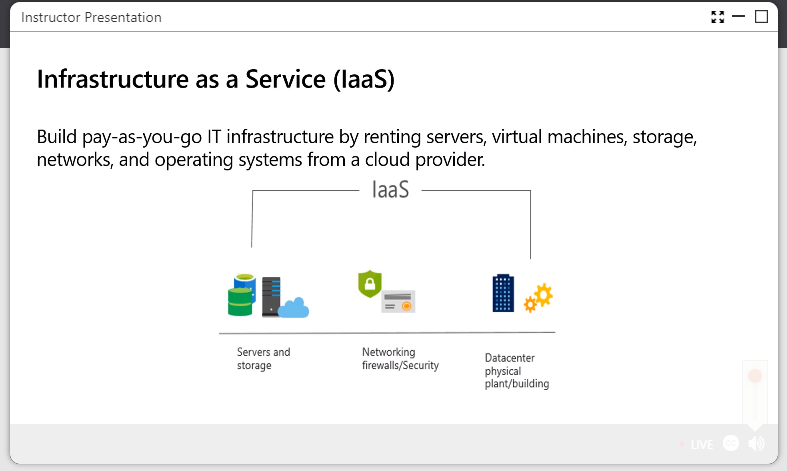 Instructor Presentation
Infrastructure as a Service (IaaS)
Build pay-as-you-go IT infrastructure by renting servers, virtual machines, storage,
networks, and operating systems from a cloud provider.
IaaS
Servers and
storage
Networking
firewalls/Security
Datacenter
physical
plant/building
LIVE
CC